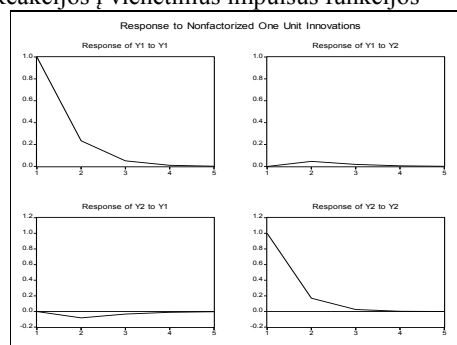 Reakcijos į vienetinius impulsus funkcijos
Response to Nonfactorized One Unit Innovations
Response of Y1 to Y1
Response of Y1 to Y2
1.0
0.8
0.6
0.4
0.2
0.0
1 2 3 4 5
1.0
0.8
0.6
0.4
0.2
0.0
1 2 3 4 5
Response of Y2 to Y1
Response of Y2 to Y2
1.2
1.0
0.8
0.6
0.4
0.2
0.0
-0.2
1 2 3 4 5
1.2
1.0
0.8
0.6
0.4
0.2
0.0
-0.2
1 2 3 4 5